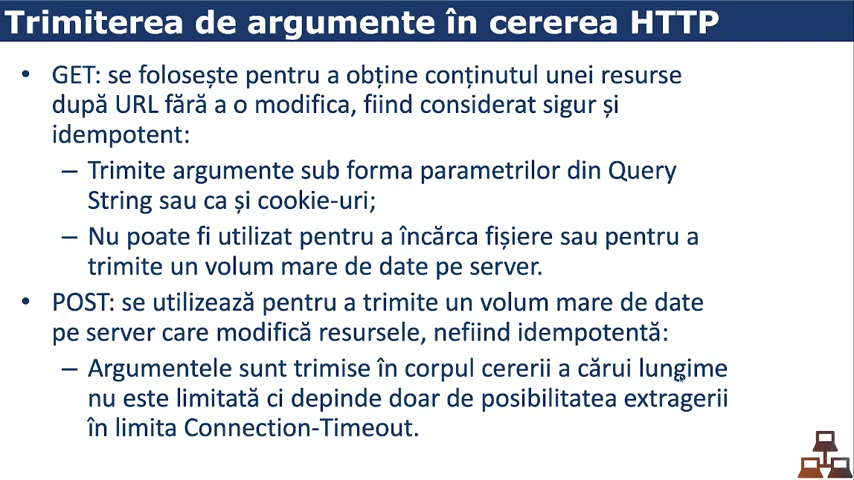 Trimiterea de argumente în cererea HTTP
• GET: se folosește pentru a obține conținutul unei resurse
după URL fără a o modifica, fiind considerat sigur și
idempotent:
– Trimite argumente sub forma parametrilor din Query
String sau ca și cookie-uri;
– Nu poate fi utilizat pentru a încărca fișiere sau pentru a
trimite un volum mare de date pe server.
• POST: se utilizează pentru a trimite un volum mare de date
pe server care modifică resursele, nefiind idempotentă:
– Argumentele sunt trimise în corpul cererii a cărui lungime
nu este limitată ci depinde doar de posibilitatea extragerii
în limita Connection-Timeout.